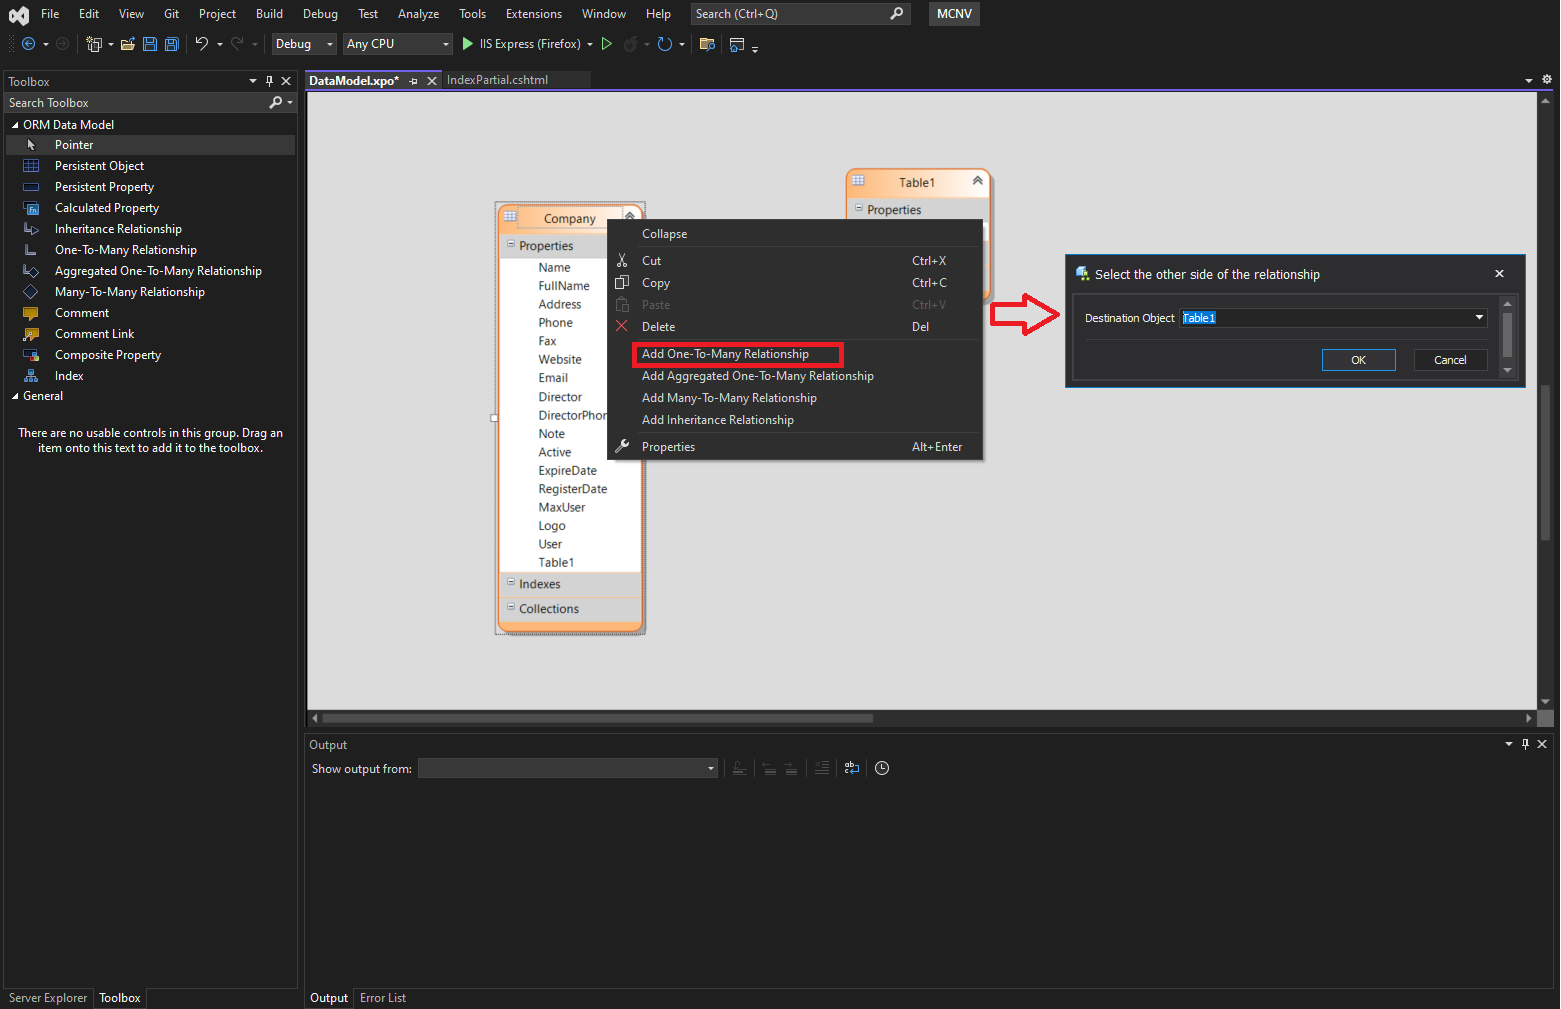 File Edit View Git Project Build Debug Test Analyze Tools Extensions Window Help Search (Ctrl+Q) MCNV
Debug Any CPU IIS Express (Firefox)
Toolbox
DataModel.xpo* IndexPartial.cshtml
Search Toolbox
ORM Data Model
Pointer
Persistent Object
Persistent Property
Calculated Property
Inheritance Relationship
One-To-Many Relationship
Aggregated One-To-Many Relationship
Many-To-Many Relationship
Comment
Comment Link
Composite Property
Index
General
There are no usable controls in this group. Drag an
item onto this text to add it to the toolbox.
Server Explorer Toolbox
Company
Properties
Name
FullName
Address
Phone
Fax
Website
Email
Director
DirectorPhon
Note
Active
ExpireDate
RegisterDate
MaxUser
Logo
User
Table1
Indexes
Collections
Table1
Properties
Collapse
Cut Ctrl+X
Copy Ctrl+C
Paste Ctrl+V
Delete Del
Add One-To-Many Relationship
Add Aggregated One-To-Many Relationship
Add Many-To-Many Relationship
Add Inheritance Relationship
Properties Alt+Enter
Select the other side of the relationship
Destination Object Table1
OK Cancel
Output
Show output from:
Output Error List